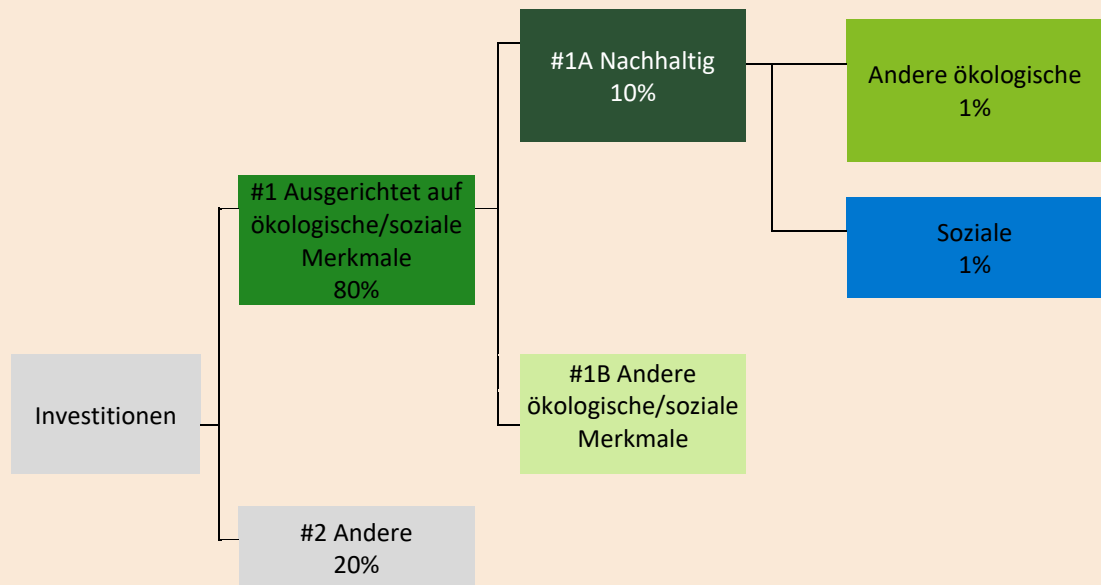 #1A Nachhaltig
10%
Andere ökologische
1%
#1 Ausgerichtet auf
ökologische/soziale
Merkmale
80%
Soziale
1%
Investitionen
#1B Andere
ökologische/soziale
Merkmale
#2 Andere
20%